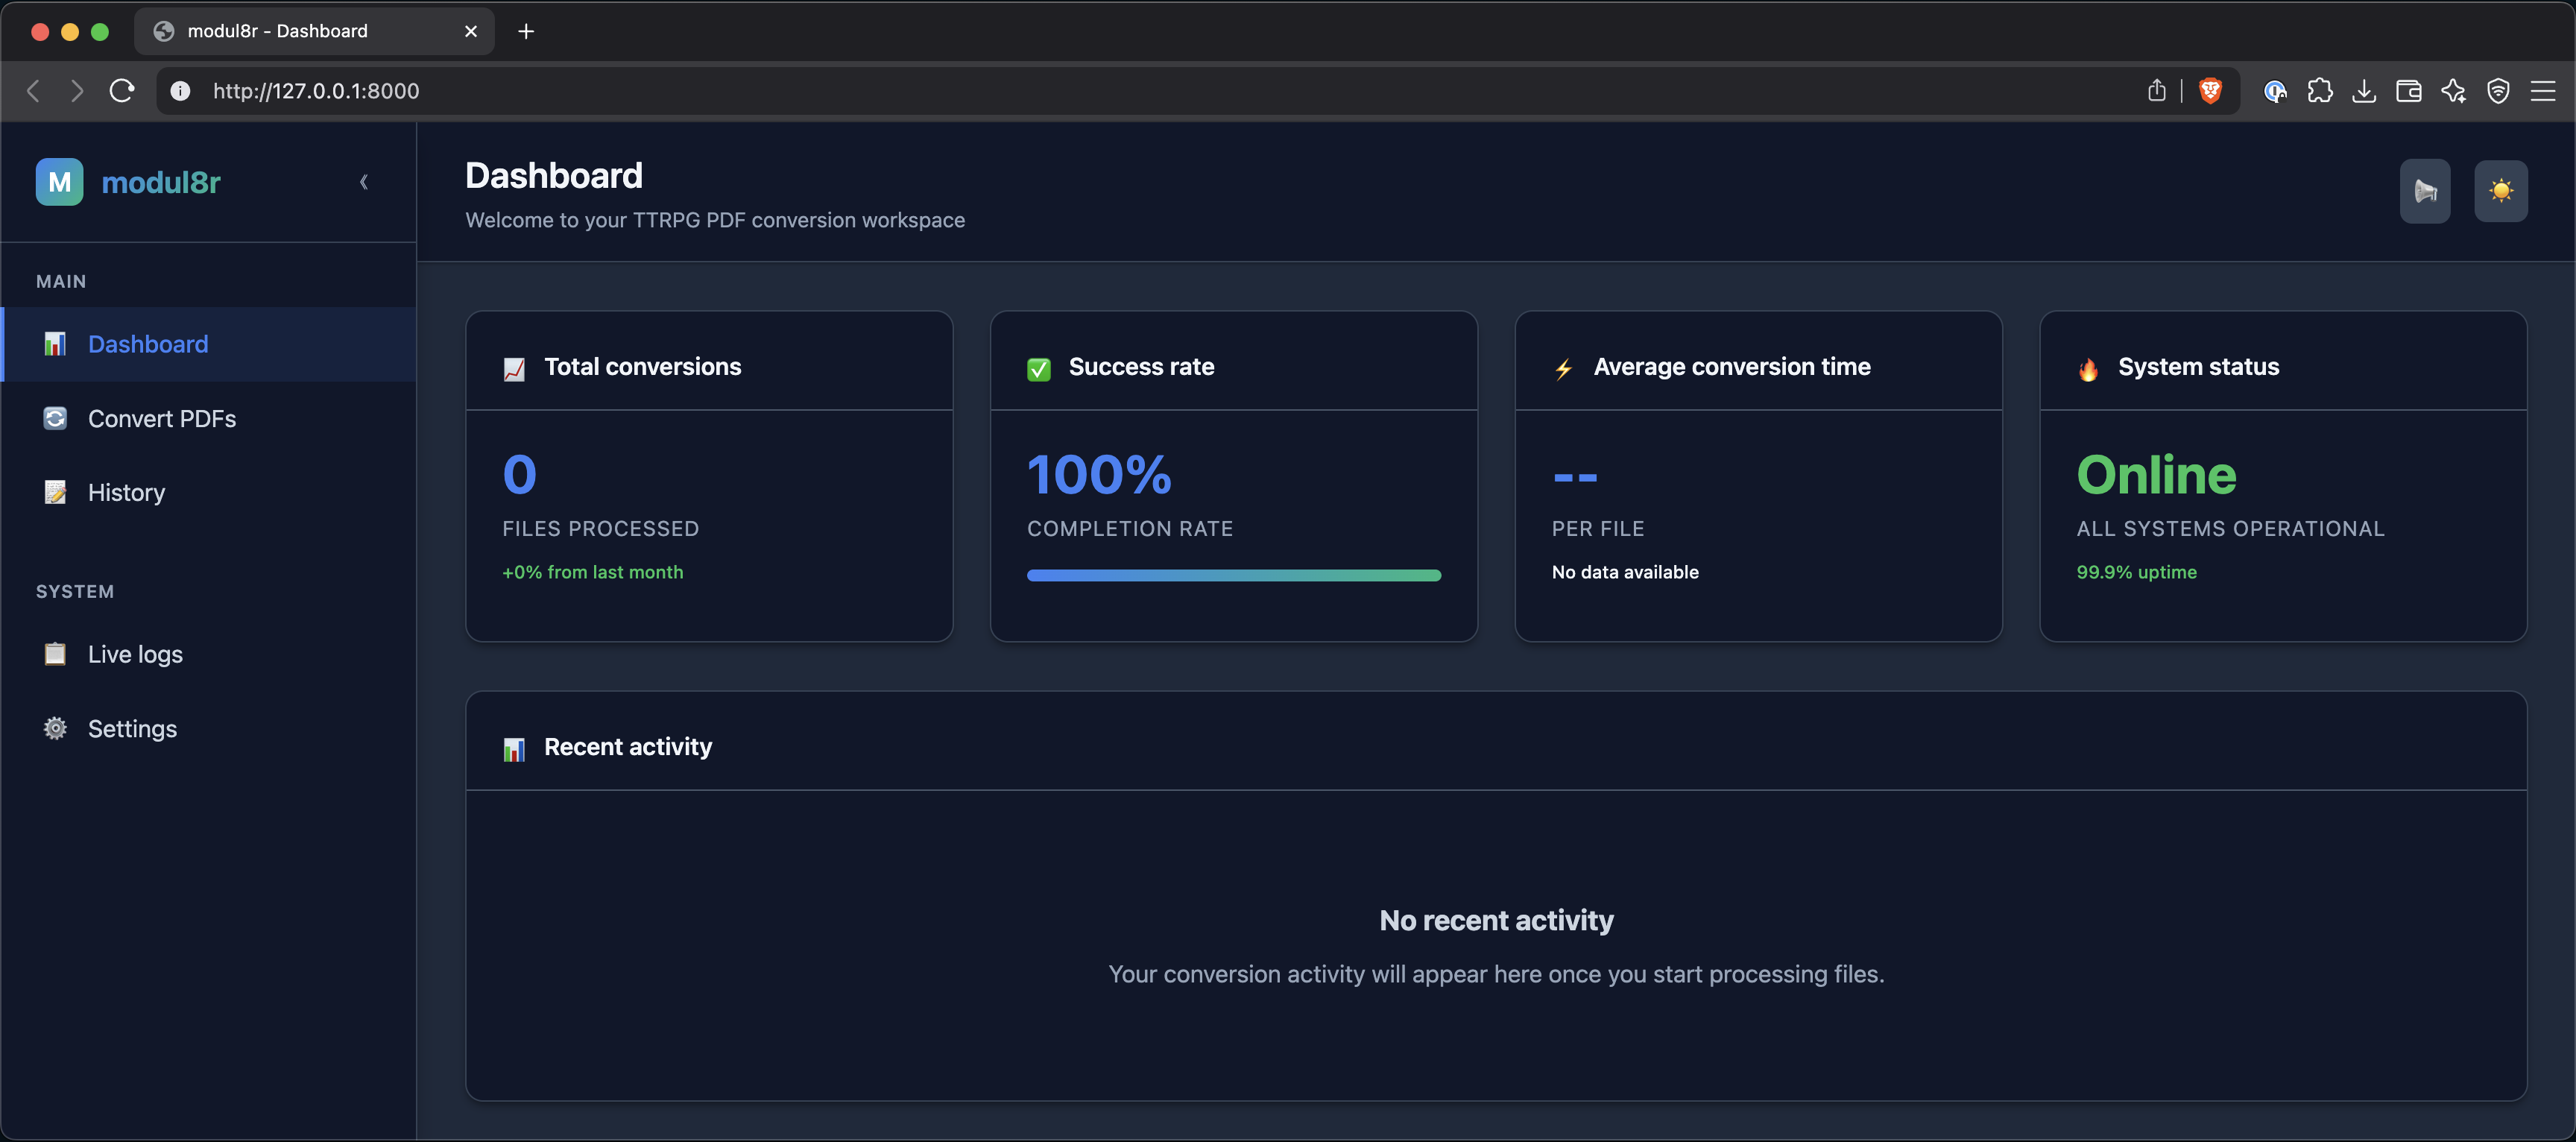 modul8r - Dashboard
http://127.0.0.1:8000
M modul8r
MAIN
Dashboard
Convert PDFs
History
SYSTEM
Live logs
Settings
Dashboard
Welcome to your TTRPG PDF conversion workspace
Total conversions
0
FILES PROCESSED
+0% from last month
Success rate
100%
COMPLETION RATE
Average conversion time
--
PER FILE
No data available
System status
Online
ALL SYSTEMS OPERATIONAL
99.9% uptime
Recent activity
No recent activity
Your conversion activity will appear here once you start processing files.